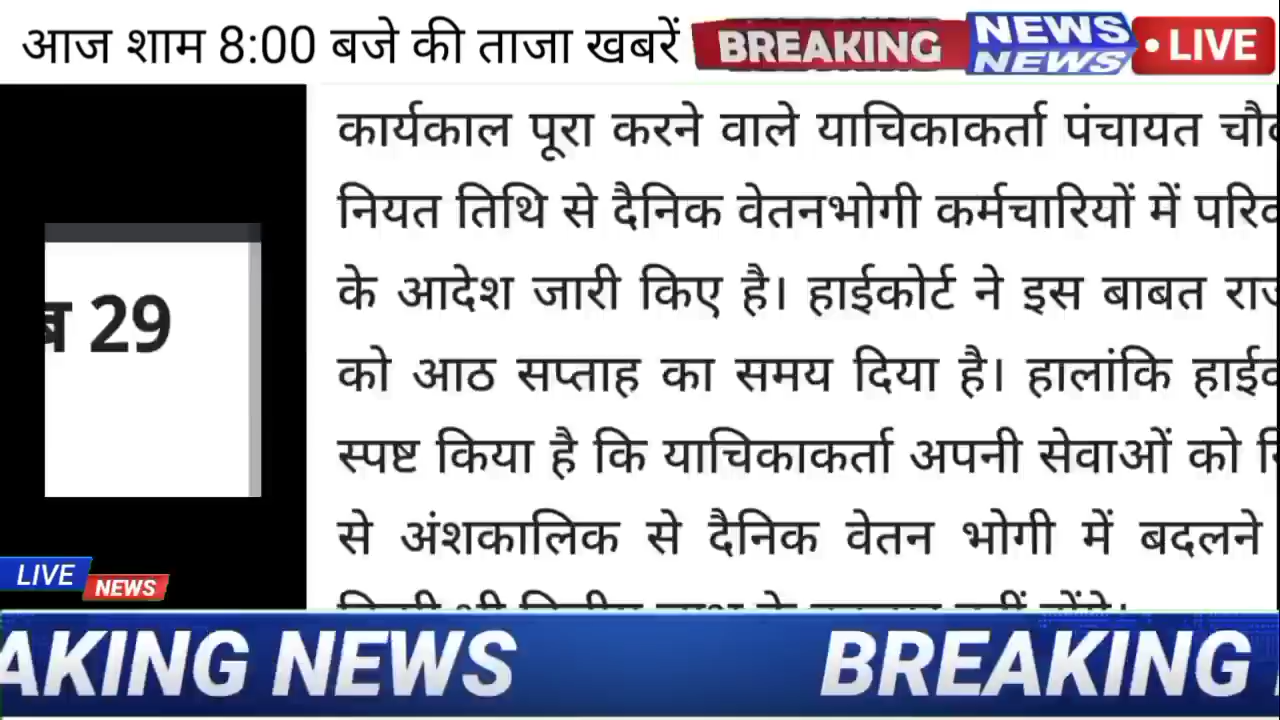 आज शाम 8:00 बजे की ताजा खबरें BREAKING NEWS NEWS • LIVE
कार्यकाल पूरा करने वाले याचिकाकर्ता पंचायत
नियत तिथि से दैनिक वेतनभोगी कर्मचारियों में
के आदेश जारी किए है। हाईकोर्ट ने इस बाबत
को आठ सप्ताह का समय दिया है। हालांकि
स्पष्ट किया है कि याचिकाकर्ता अपनी सेवाओं को
से अंशकालिक से दैनिक वेतन भोगी में बदलने
29
LIVE
NEWS
AKING NEWS BREAKING